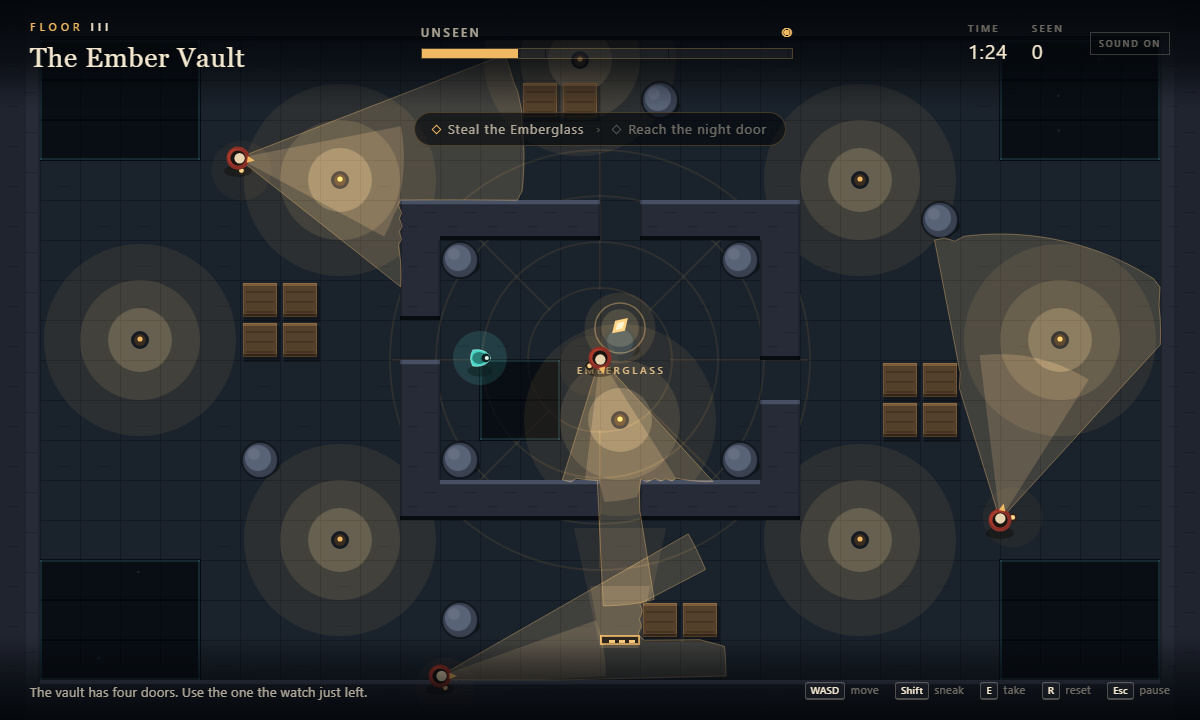 FLOOR III
The Ember Vault
UNSEEN
TIME
1:24
SEEN
0
SOUND ON
Steal the Emberglass › Reach the night door
EMBERGLASS
The vault has four doors. Use the one the watch just left.
WASD move Shift sneak E take R reset Esc pause